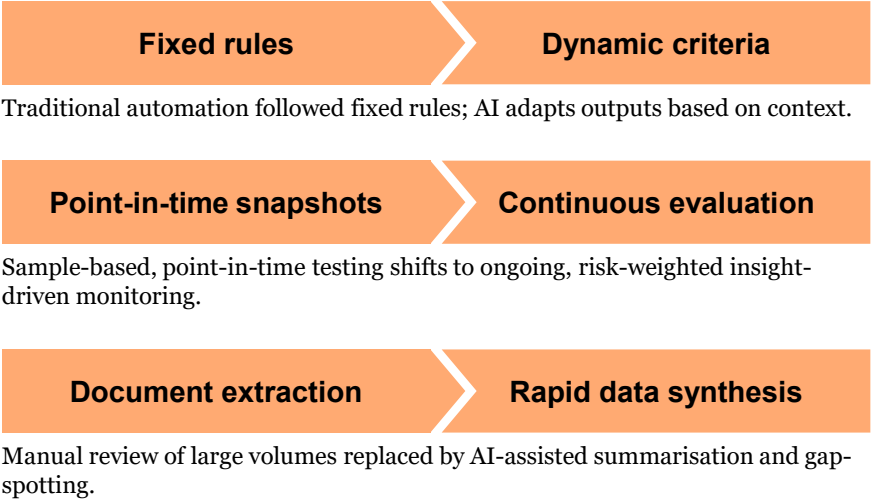 Fixed rules
Dynamic criteria
Traditional automation followed fixed rules; AI adapts outputs based on context.
Point-in-time snapshots
Continuous evaluation
Sample-based, point-in-time testing shifts to ongoing, risk-weighted insight-
driven monitoring.
Document extraction
Rapid data synthesis
Manual review of large volumes replaced by AI-assisted summarisation and gap-
spotting.